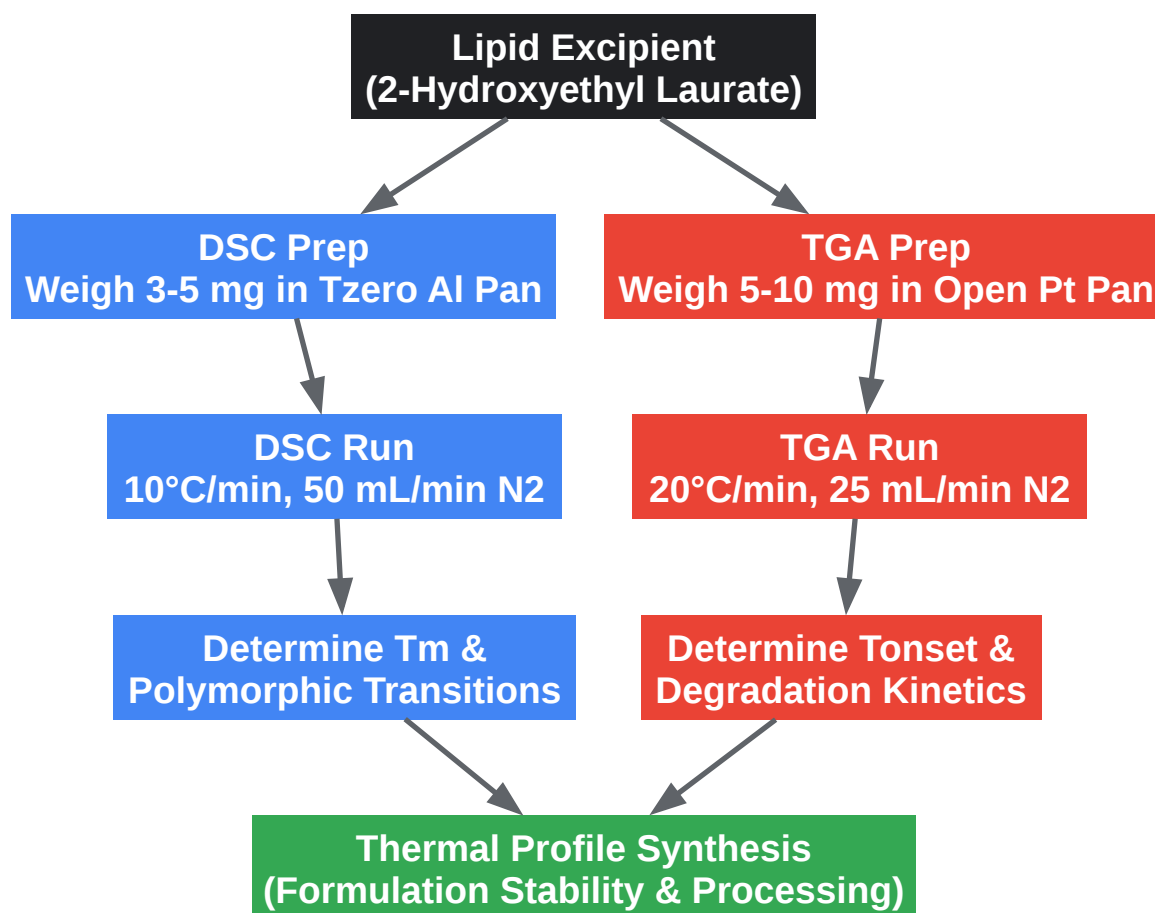 Lipid Excipient
(2-Hydroxyethyl Laurate)
DSC Prep
Weigh 3-5 mg in Tzero Al Pan
TGA Prep
Weigh 5-10 mg in Open Pt Pan
DSC Run
10°C/min, 50 mL/min N2
TGA Run
20°C/min, 25 mL/min N2
Determine Tm &
Polymorphic Transitions
Determine Tonset &
Degradation Kinetics
Thermal Profile Synthesis
(Formulation Stability & Processing)